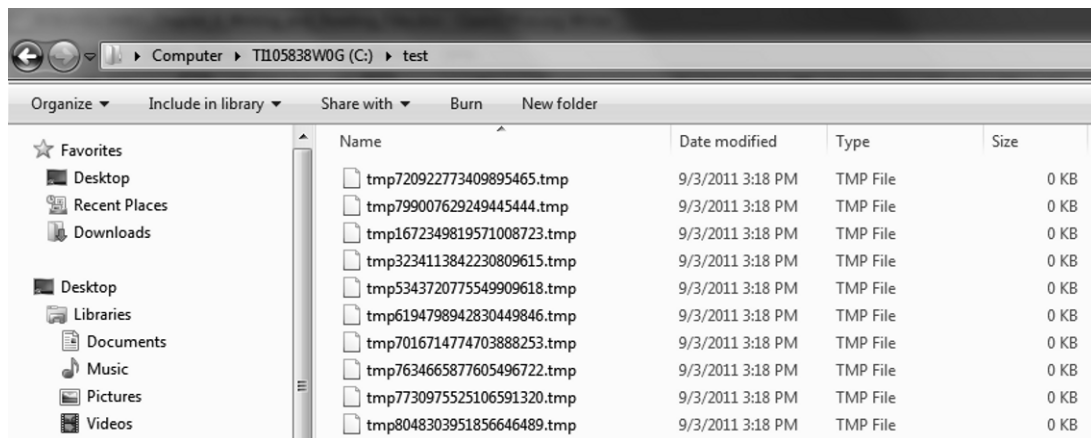 Computer TI105838W0G (C:) test
Organize Include in library Share with Burn New folder
Favorites
Desktop
Recent Places
Downloads
Desktop
Libraries
Documents
Music
Pictures
Videos
Name Date modified Type Size
tmp720922773409895465.tmp 9/3/2011 3:18 PM TMP File 0 KB
tmp799007629249445444.tmp 9/3/2011 3:18 PM TMP File 0 KB
tmp1672349819571008723.tmp 9/3/2011 3:18 PM TMP File 0 KB
tmp3234113842230809615.tmp 9/3/2011 3:18 PM TMP File 0 KB
tmp5343720775549909618.tmp 9/3/2011 3:18 PM TMP File 0 KB
tmp6194798942830449846.tmp 9/3/2011 3:18 PM TMP File 0 KB
tmp7016714774703888253.tmp 9/3/2011 3:18 PM TMP File 0 KB
tmp7634665877605496722.tmp 9/3/2011 3:18 PM TMP File 0 KB
tmp7730975525106591320.tmp 9/3/2011 3:18 PM TMP File 0 KB
tmp8048303951856646489.tmp 9/3/2011 3:18 PM TMP File 0 KB